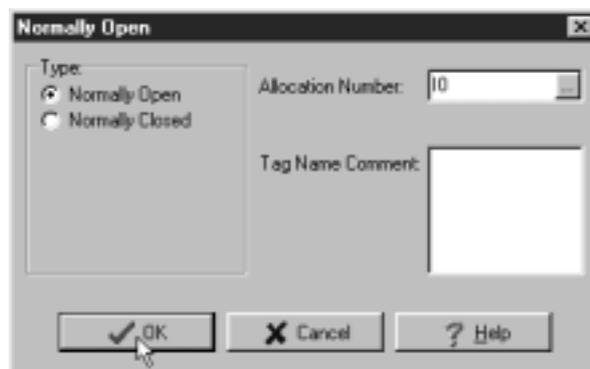 Normally Open
Type:
Normally Open
Normally Closed
Allocation Number:
I0
...
Tag Name Comment:
OK
Cancel
? Help